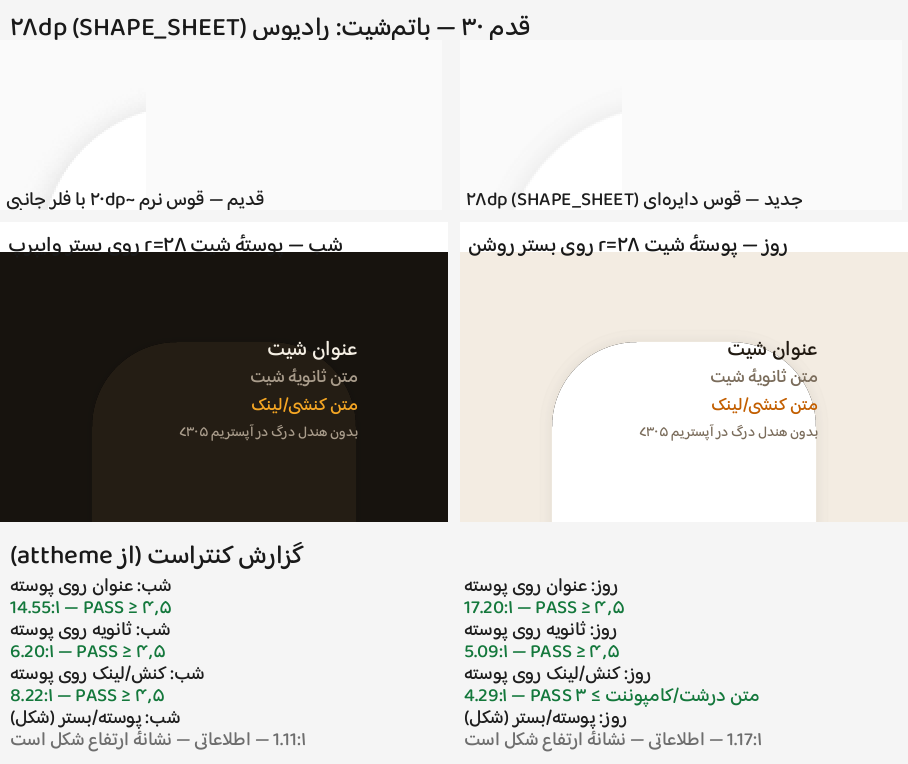 قدم ۳۰ — باتم‌شیت: رادیوس ۲۸dp (SHAPE_SHEET)
قدیم — قوس نرم ~۲۰dp با فلر جانبی
جدید — قوس دایره‌ای ۲۸dp (SHAPE_SHEET)
شب — پوستهٔ شیت r=۲۸ روی بستر وایبرب
روز — پوستهٔ شیت r=۲۸ روی بستر روشن
عنوان شیت
متن ثانویهٔ شیت
متن کنشی/لینک
بدون هندل درگ در آپستریم ۷۳۰۵
عنوان شیت
متن ثانویهٔ شیت
متن کنشی/لینک
بدون هندل درگ در آپستریم ۷۳۰۵
گزارش کنتراست (از attheme)
شب: عنوان روی پوسته
14.55:1 — PASS ≥ ۴,۵
شب: ثانویه روی پوسته
6.20:1 — PASS ≥ ۴,۵
شب: کنش/لینک روی پوسته
8.22:1 — PASS ≥ ۴,۵
شب: پوسته/بستر (شکل)
1.11:1 — اطلاعاتی — نشانهٔ ارتفاع شکل است
روز: عنوان روی پوسته
17.20:1 — PASS ≥ ۴,۵
روز: ثانویه روی پوسته
5.09:1 — PASS ≥ ۴,۵
روز: کنش/لینک روی پوسته
4.29:1 — PASS ۳ ≤ متن درشت/کامپوننت
روز: پوسته/بستر (شکل)
1.17:1 — اطلاعاتی — نشانهٔ ارتفاع شکل است